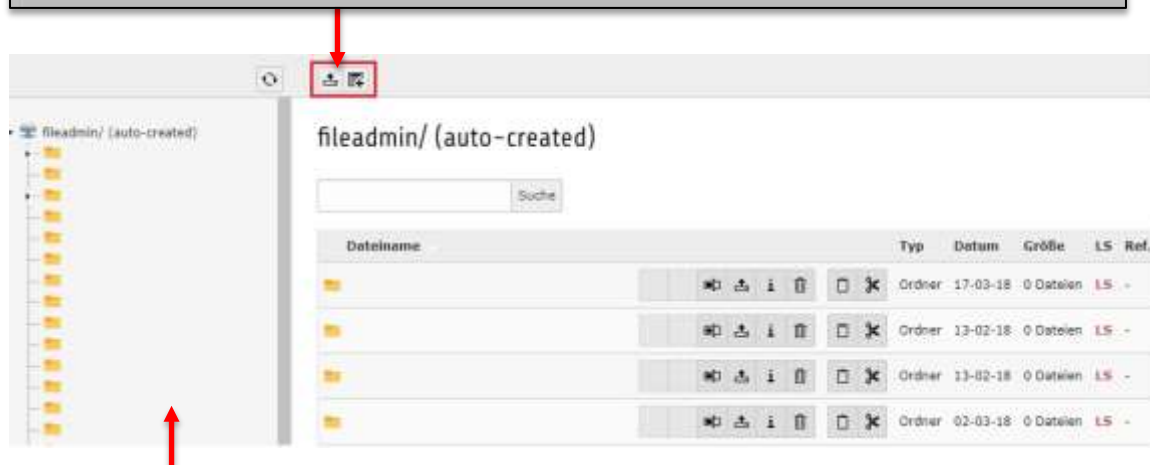 fileadmin/ (auto-created)
fileadmin/ (auto-created)
Suche
Dateiname Typ Datum Größe LS Ref.
Ordner 17-03-18 0 Dateien LS -
Ordner 13-02-18 0 Dateien LS -
Ordner 13-02-18 0 Dateien LS -
Ordner 02-03-18 0 Dateien LS -